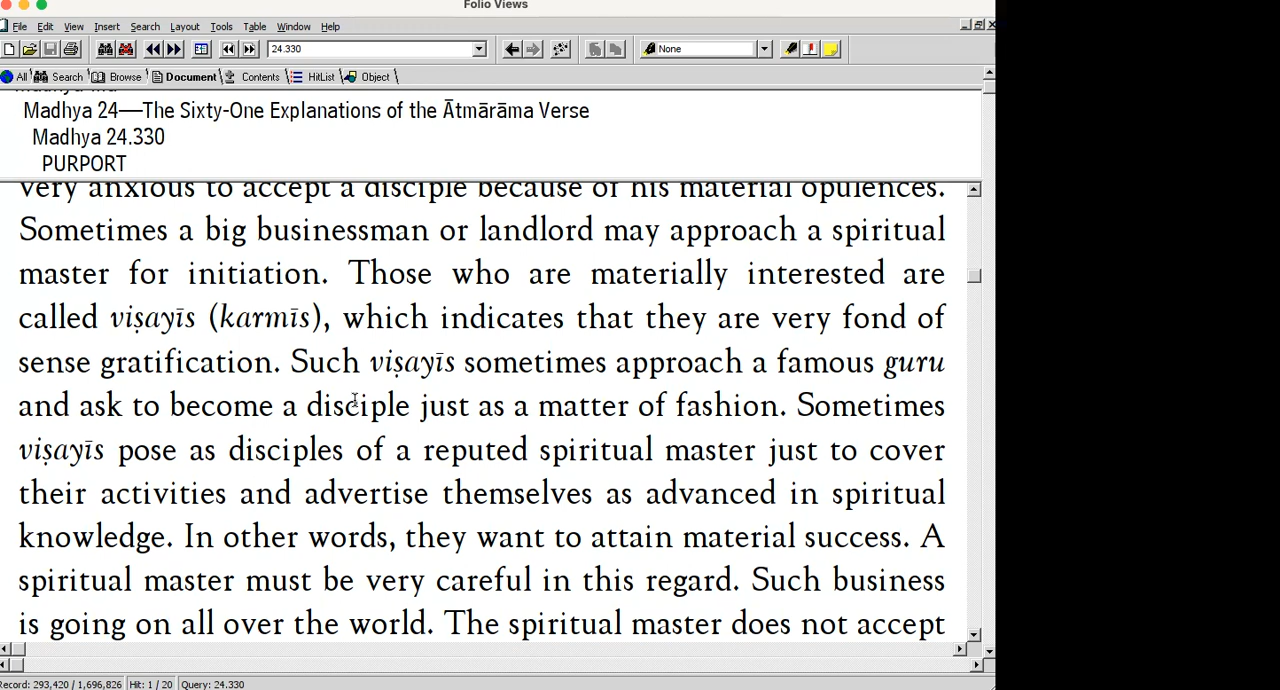 Folio Views
File Edit View Insert Search Layout Tools Table Window Help
24.330 None
All Search Browse Document Contents HitList Object
Madhya 24—The Sixty-One Explanations of the Ātmārāma Verse
Madhya 24.330
PURPORT
very anxious to accept a disciple because of his material opulences.
Sometimes a big businessman or landlord may approach a spiritual
master for initiation. Those who are materially interested are
called viṣayīs (karmīs), which indicates that they are very fond of
sense gratification. Such viṣayīs sometimes approach a famous guru
and ask to become a disciple just as a matter of fashion. Sometimes
viṣayīs pose as disciples of a reputed spiritual master just to cover
their activities and advertise themselves as advanced in spiritual
knowledge. In other words, they want to attain material success. A
spiritual master must be very careful in this regard. Such business
is going on all over the world. The spiritual master does not accept
Record: 293,420 / 1,696,826 Hit: 1 / 20 Query: 24.330